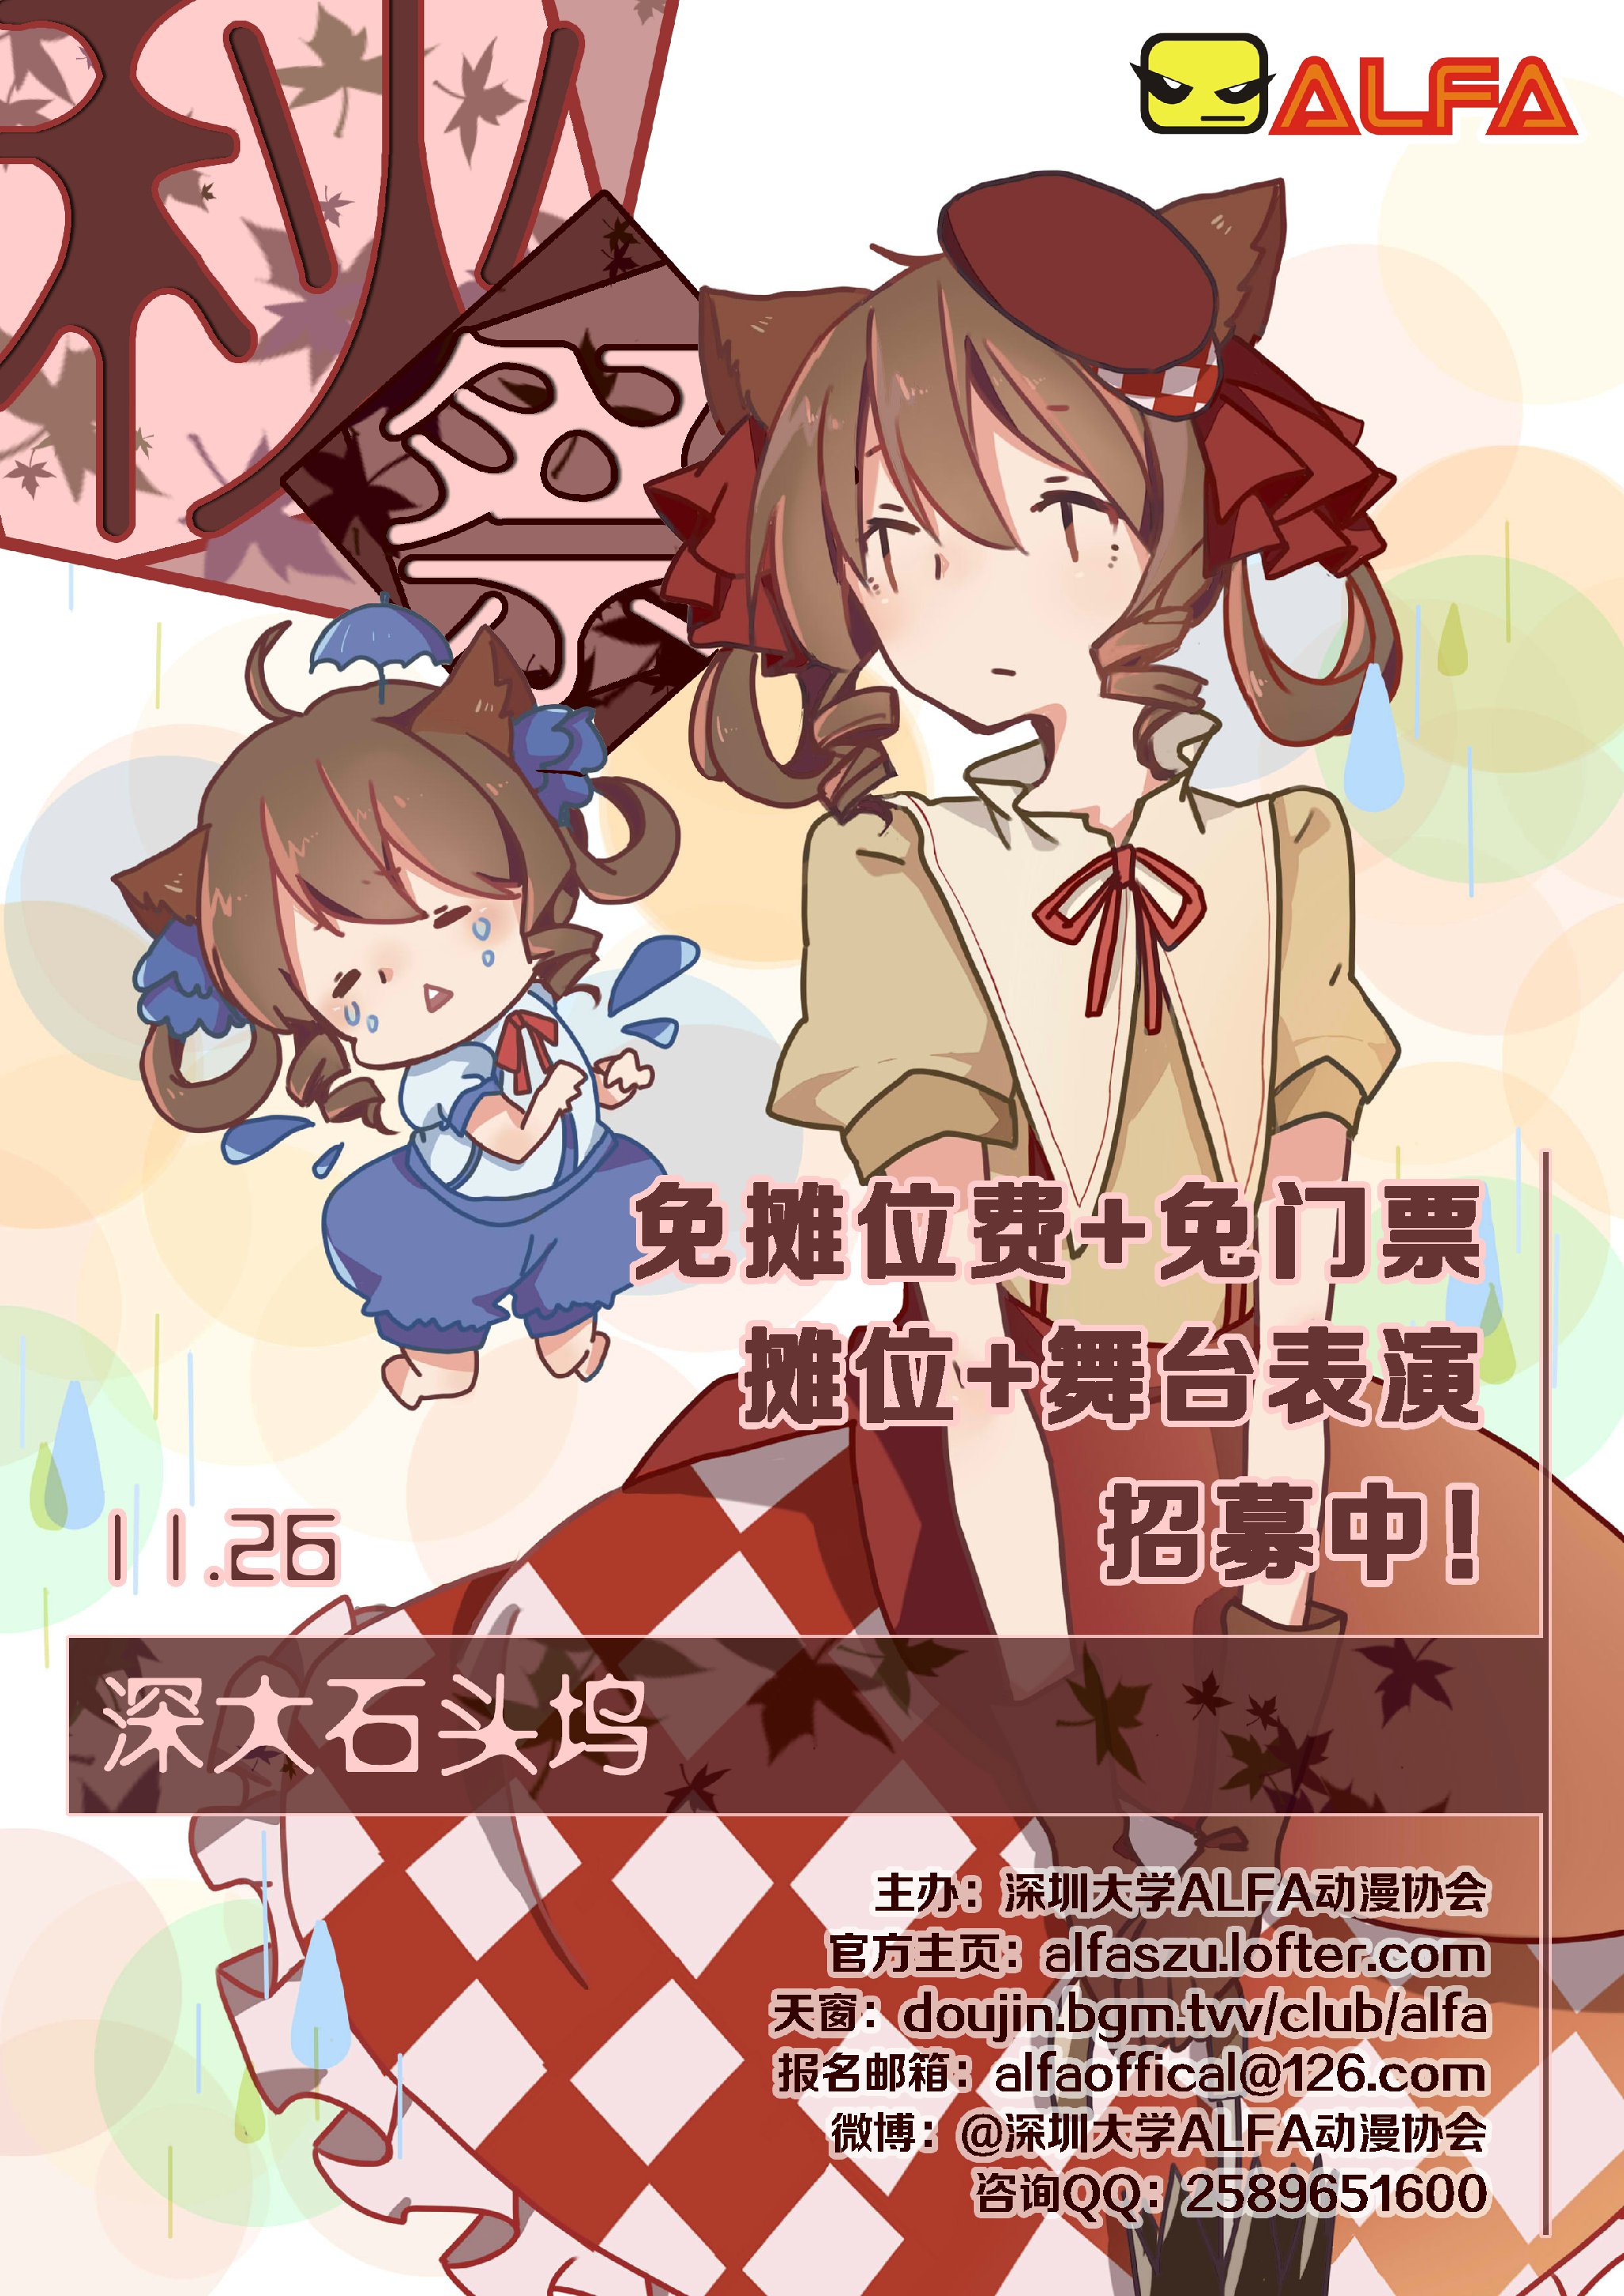 秋
祭
ALFA
免摊位费+免门票
摊位+舞台表演
招募中!
11.26
深大石头坞
主办：深圳大学ALFA动漫协会
官方主页：alfaszu.lofter.com
天窗：doujin.bgm.tvv/club/alfa
报名邮箱：alfaoffical@126.com
微博：@深圳大学ALFA动漫协会
咨询QQ：2589651600